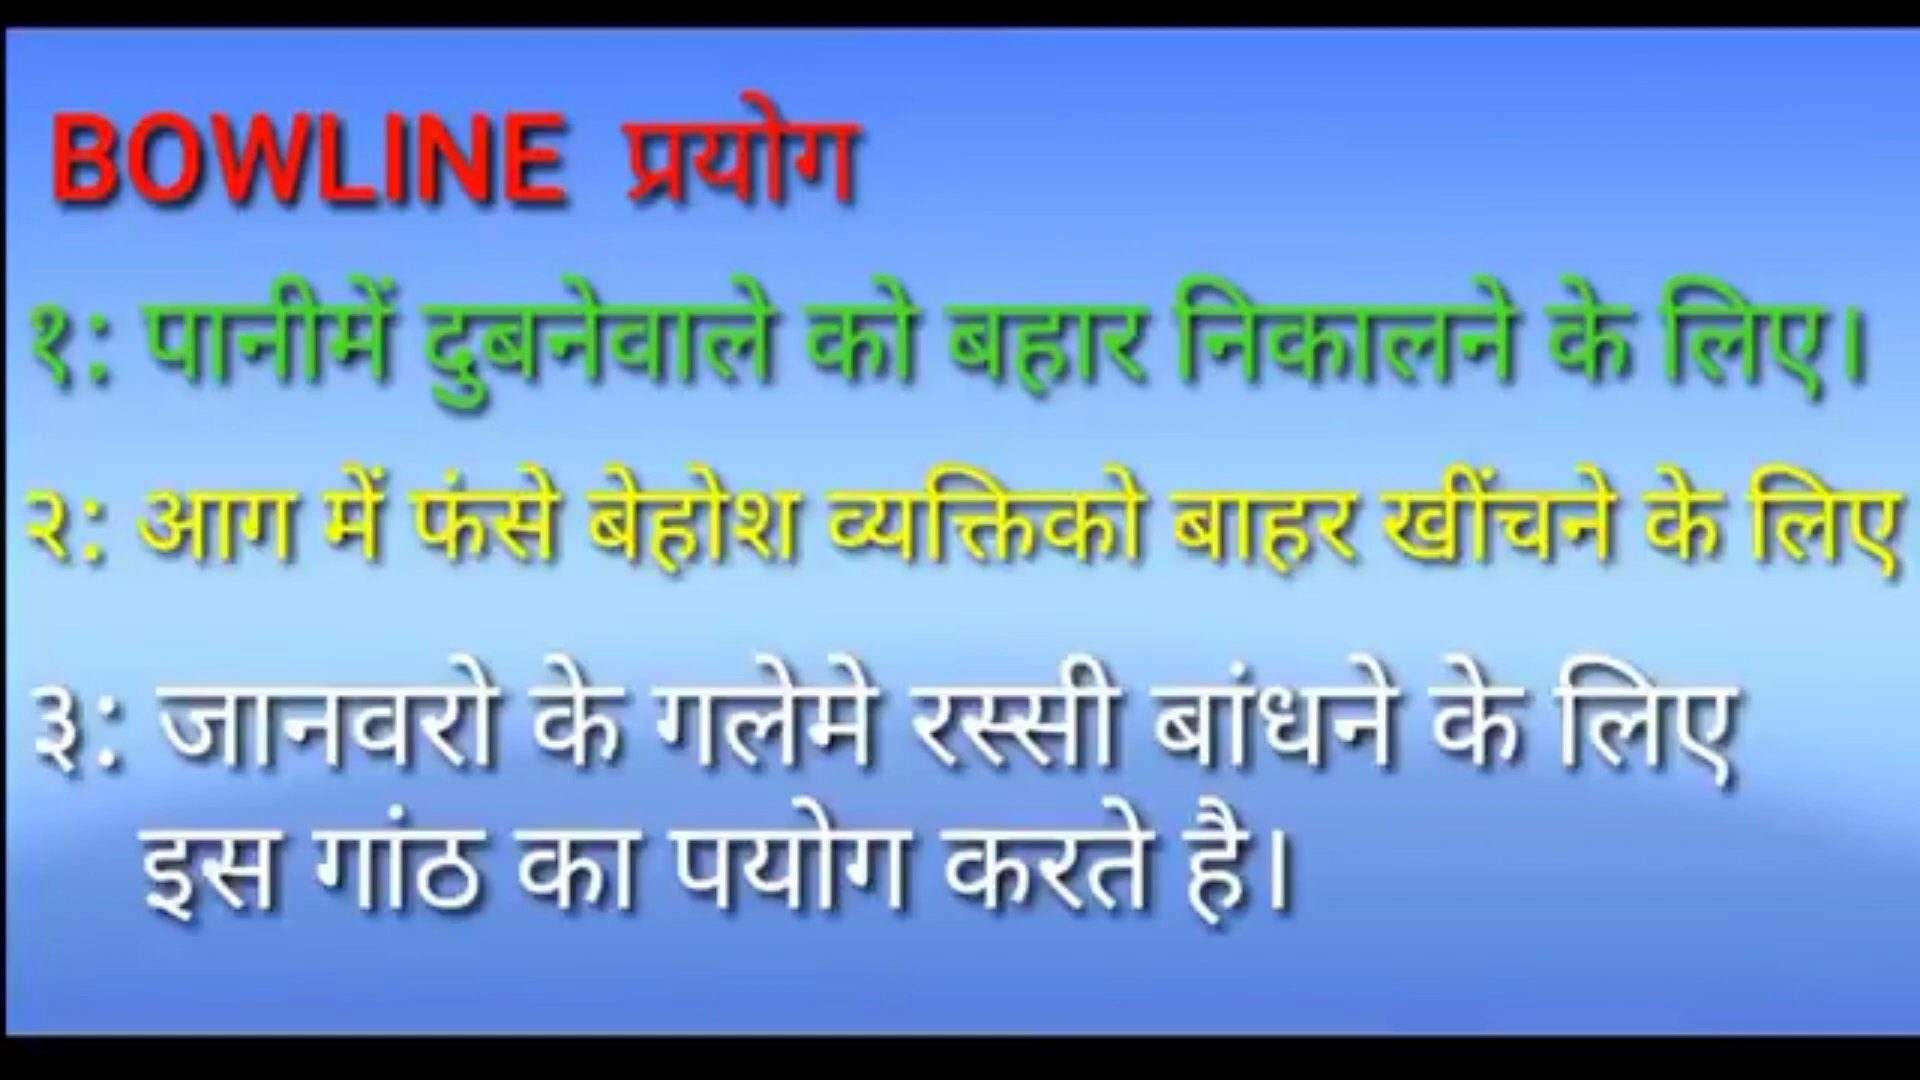 BOWLINE प्रयोग
१: पानीमें दुबनेवाले को बहार निकालने के लिए।
२: आग में फंसे बेहोश व्यक्तिको बाहर खींचने के लिए
३: जानवरो के गलेमे रस्सी बांधने के लिए
इस गांठ का पयोग करते है।